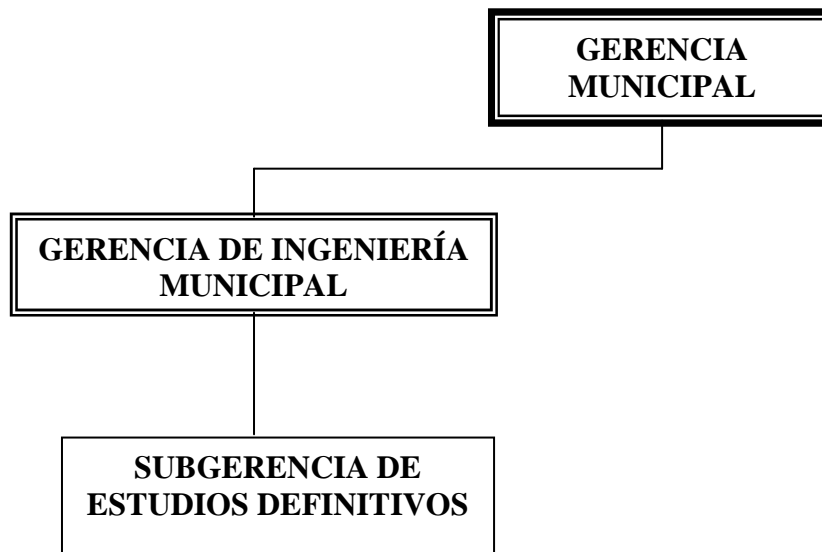 GERENCIA
MUNICIPAL
GERENCIA DE INGENIERÍA
MUNICIPAL
SUBGERENCIA DE
ESTUDIOS DEFINITIVOS